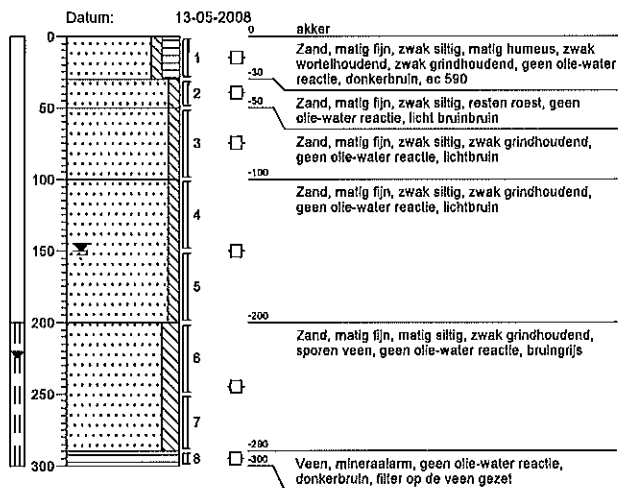 Datum: 13-05-2008
0 akker
0
Zand, matig fijn, zwak siltig, matig humeus, zwak
wortelhoudend, zwak grindhoudend, geen olie-water
reactie, donkerbruin, ec 590
1
-30
2
Zand, matig fijn, zwak siltig, resten roest, geen
olie-water reactie, licht bruinbruin
50
-50
3
Zand, matig fijn, zwak siltig, zwak grindhoudend,
geen olie-water reactie, lichtbruin
100
-100
4
Zand, matig fijn, zwak siltig, zwak grindhoudend,
geen olie-water reactie, lichtbruin
150
5
200
-200
6
Zand, matig fijn, matig siltig, zwak grindhoudend,
sporen veen, geen olie-water reactie, bruingrijs
250
7
-290
8
300
-300
Veen, mineraalarm, geen olie-water reactie,
donkerbruin, filter op de veen gezet